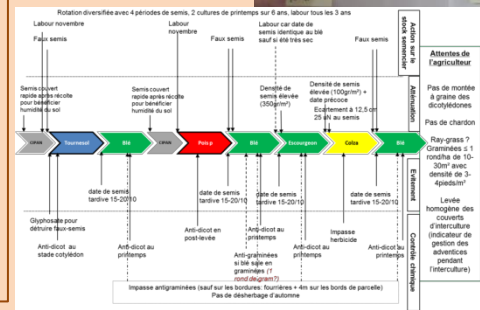 Rotation diversifiée avec 4 périodes de semis, 2 cultures de printemps sur 6 ans, labour tous les 3 ans
Labour novembre
Faux semis
Labour
novembre
Faux semis
Labour car date de
semis identique au blé
sauf si été très sec
Faux semis
Action sur le
stock semencier
Semis couvert
rapide après récolte
pour bénéficier
humidité du sol
Semis couvert
rapide après récolte
pour bénéficier
humidité du sol
Densité de
semis élevée
(350gr/m²)
Densité de semis
élevée (100gr/m²) +
date précoce
Ecartement à 12,5 cm
25 uN au semis
Atténuation
Tournesol
Blé
Pois p
Blé
Escourgeon
Colza
Blé
date de semis
tardive 15-20/10
date de semis
tardive 15-20/10
date de semis
tardive 15-20/10
date de semis
tardive 15-20/10
Evitement
Glyphosate pour
détruire faux-semis
Anti-dicot au
stade cotylédon
Anti-dicot au
printemps
Anti-dicot en
post-levée
Anti-dicot au
printemps
Anti-graminées
si blé sale en
graminées (1
rond de gram?)
Anti-dicot au
printemps
Impasse
herbicide
Anti-dicot au
printemps
Contrôle chimique
Impasse antigraminées (sauf sur les bordures: fourrières + 4m sur les bords de parcelle)
Pas de désherbage d'automne
Attentes de
l'agriculteur
Pas de montée
à graine des
dicotylédones
Pas de chardon
Ray-grass ?
Graminées ≤ 1
rond/ha de 10-
30m² avec
densité de 3-
4pieds/m²
Levée
homogène des
couverts
d'interculture
(indicateur de
gestion des
adventices
pendant
l'interculture)